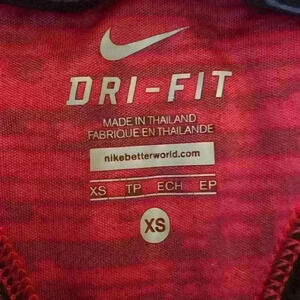 DRI-FIT
MADE IN THAILAND
FABRIQUE EN THAILANDE
nikebetterworld.com
XS TP ECH EP
XS